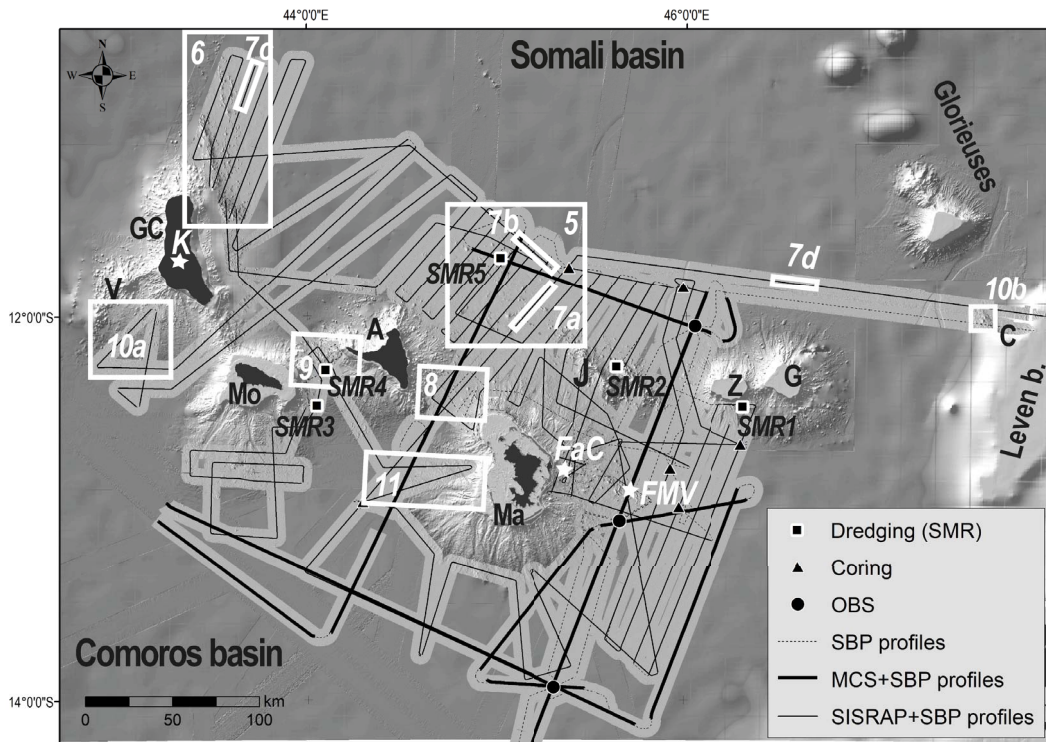 44°0'0"E
46°0'0"E
N
W E
S
6
7c
Somali basin
Glorieuses
GC
K
7b
5
SMR5
7a
7d
10b
C
12°0'0"S
V
10a
A
9
SMR4
Mo
SMR3
8
J
SMR2
Z
G
SMR1
Leven b.
11
FaC
FMV
Ma
Dredging (SMR)
Coring
OBS
SBP profiles
MCS+SBP profiles
SISRAP+SBP profiles
Comoros basin
14°0'0"S
km
0 25 50 100